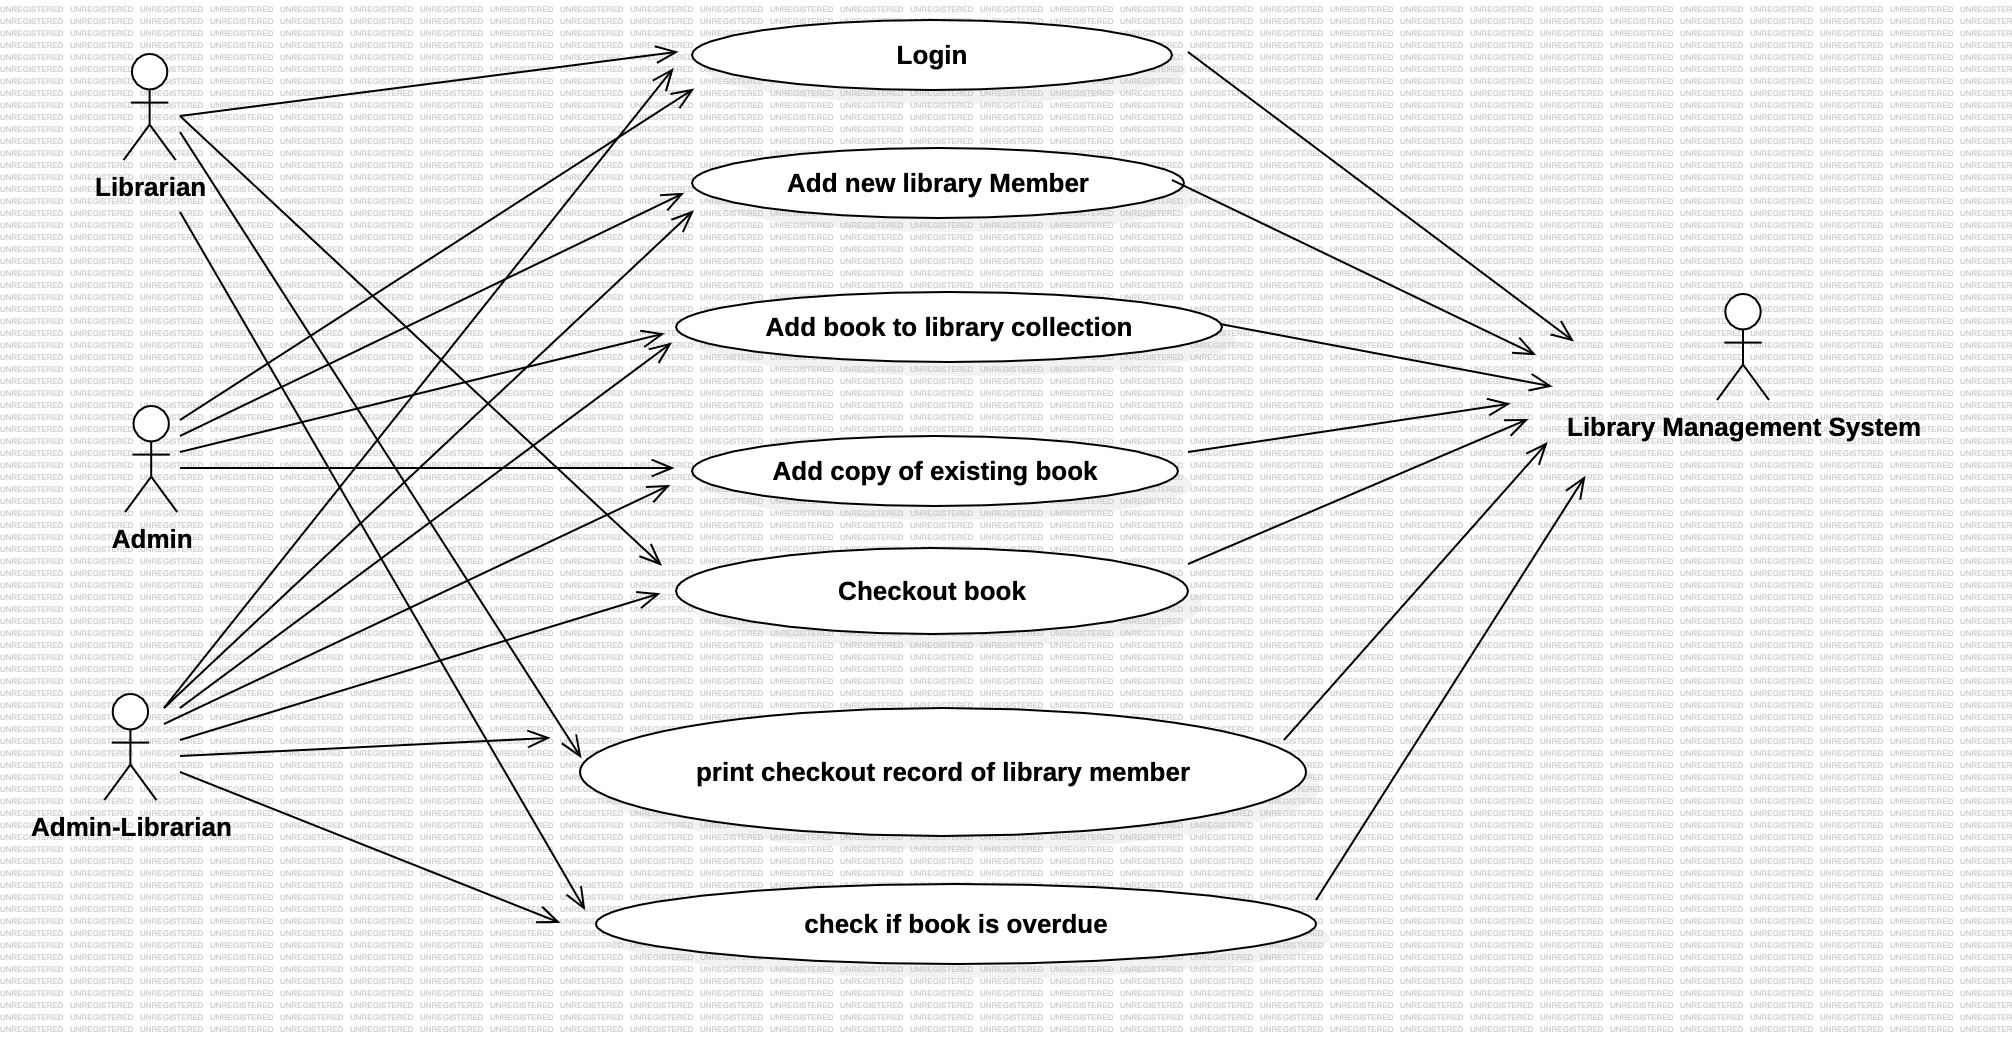 Login
Librarian
Add new library Member
Add book to library collection
Library Management System
Add copy of existing book
Admin
Checkout book
print checkout record of library member
Admin-Librarian
check if book is overdue
UNREGISTERED